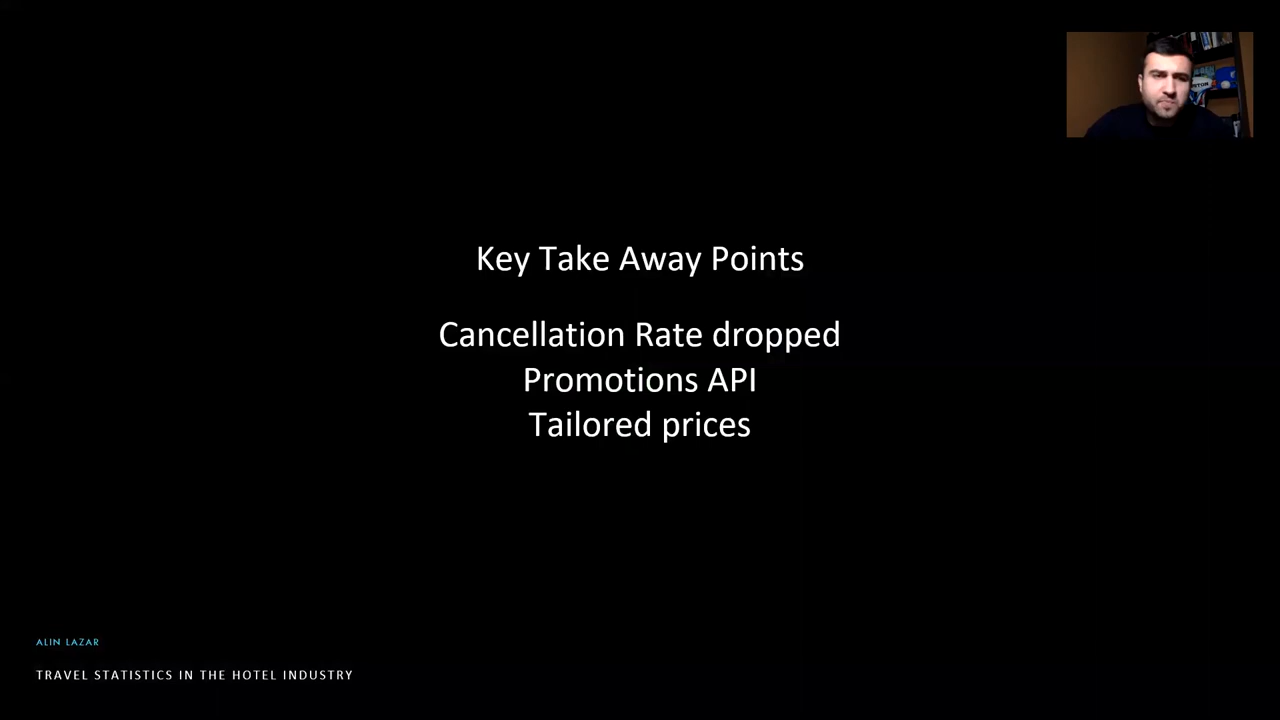 Key Take Away Points
Cancellation Rate dropped
Promotions API
Tailored prices
ALIN LAZAR
TRAVEL STATISTICS IN THE HOTEL INDUSTRY